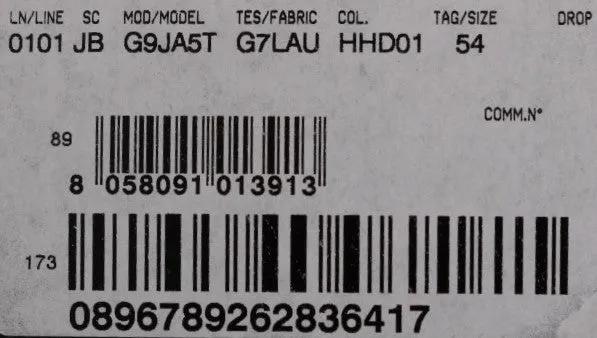 LN/LINE SC MOD/MODEL TES/FABRIC COL. TAG/SIZE DROP
0101 JB G9JA5T G7LAU HHD01 54
COMM.N°
89
8 058091 013913
173
0896789262836417